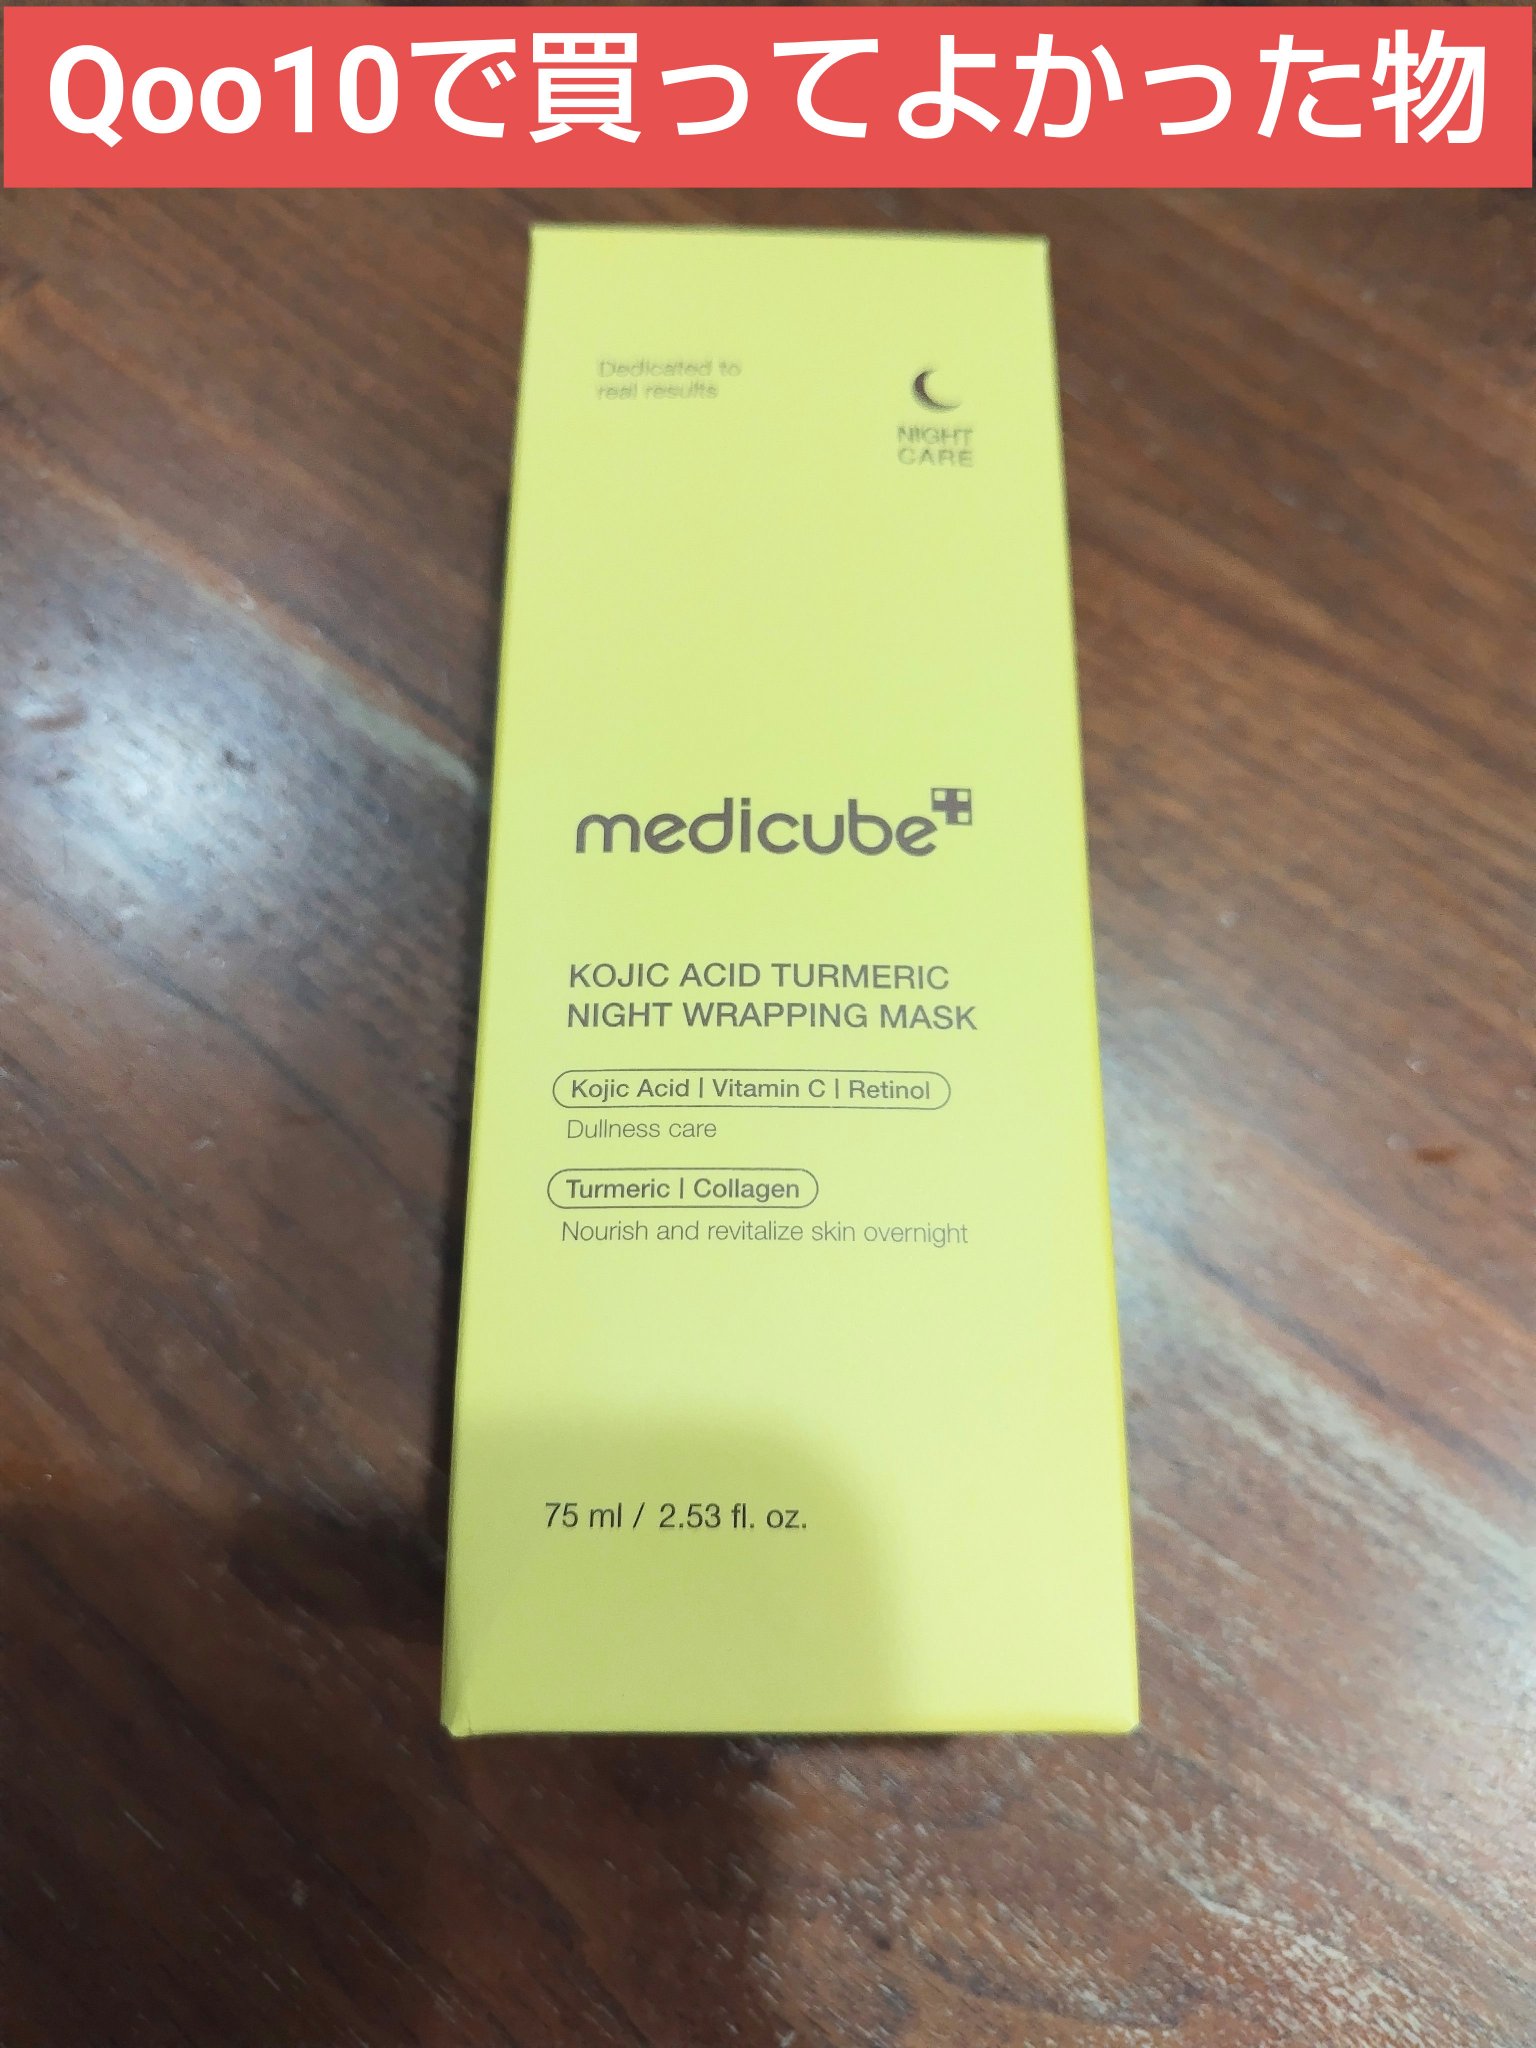 Qoo10で買ってよかった物
Dedicated to
real results
NIGHT
CARE
medicube
KOJIC ACID TURMERIC
NIGHT WRAPPING MASK
Kojic Acid | Vitamin C | Retinol
Dullness care
Turmeric | Collagen
Nourish and revitalize skin overnight
75 ml / 2.53 fl. oz.